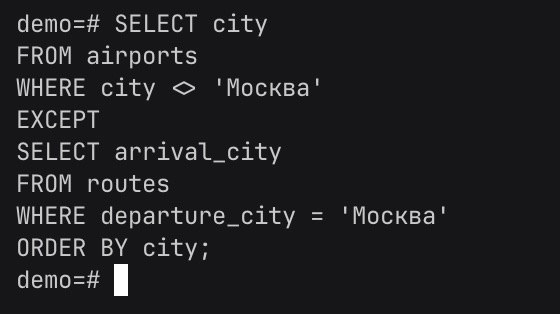 demo=# SELECT city
FROM airports
WHERE city <> 'Москва'
EXCEPT
SELECT arrival_city
FROM routes
WHERE departure_city = 'Москва'
ORDER BY city;
demo=#